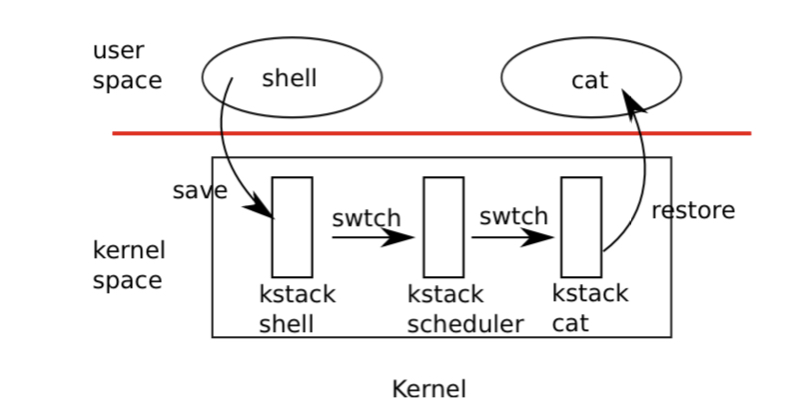 user
space
shell
cat
save
swtch
swtch
restore
kernel
space
kstack
shell
kstack
scheduler
kstack
cat
Kernel